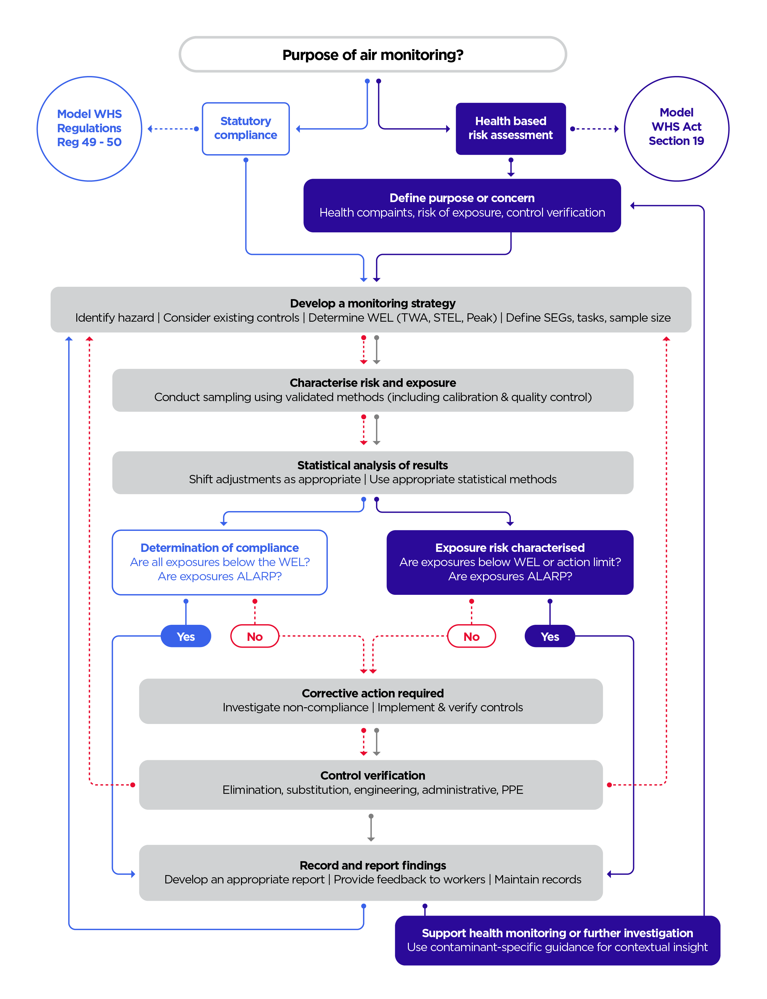 Purpose of air monitoring?
Model WHS
Regulations
Reg 49 - 50
Statutory
compliance
Health based
risk assessment
Model
WHS Act
Section 19
Define purpose or concern
Health compaints, risk of exposure, control verification
Develop a monitoring strategy
Identify hazard | Consider existing controls | Determine WEL (TWA, STEL, Peak) | Define SEGs, tasks, sample size
Characterise risk and exposure
Conduct sampling using validated methods (including calibration & quality control)
Statistical analysis of results
Shift adjustments as appropriate | Use appropriate statistical methods
Determination of compliance
Are all exposures below the WEL?
Are exposures ALARP?
Exposure risk characterised
Are exposures below WEL or action limit?
Are exposures ALARP?
Yes
No
No
Yes
Corrective action required
Investigate non-compliance | Implement & verify controls
Control verification
Elimination, substitution, engineering, administrative, PPE
Record and report findings
Develop an appropriate report | Provide feedback to workers | Maintain records
Support health monitoring or further investigation
Use contaminant-specific guidance for contextual insight